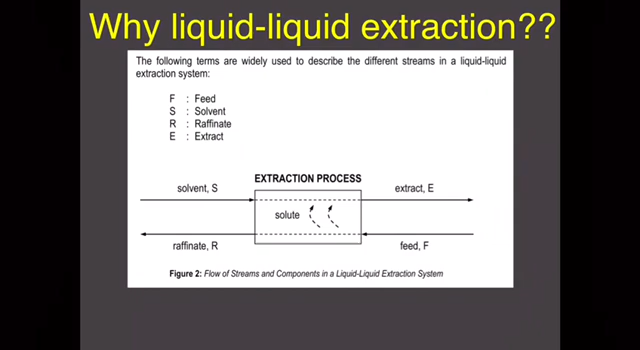 Why liquid-liquid extraction??
The following terms are widely used to describe the different streams in a liquid-liquid
extraction system:
F : Feed
S : Solvent
R : Raffinate
E : Extract
EXTRACTION PROCESS
solvent, S
extract, E
solute
raffinate, R
feed, F
Figure 2: Flow of Streams and Components in a Liquid-Liquid Extraction System